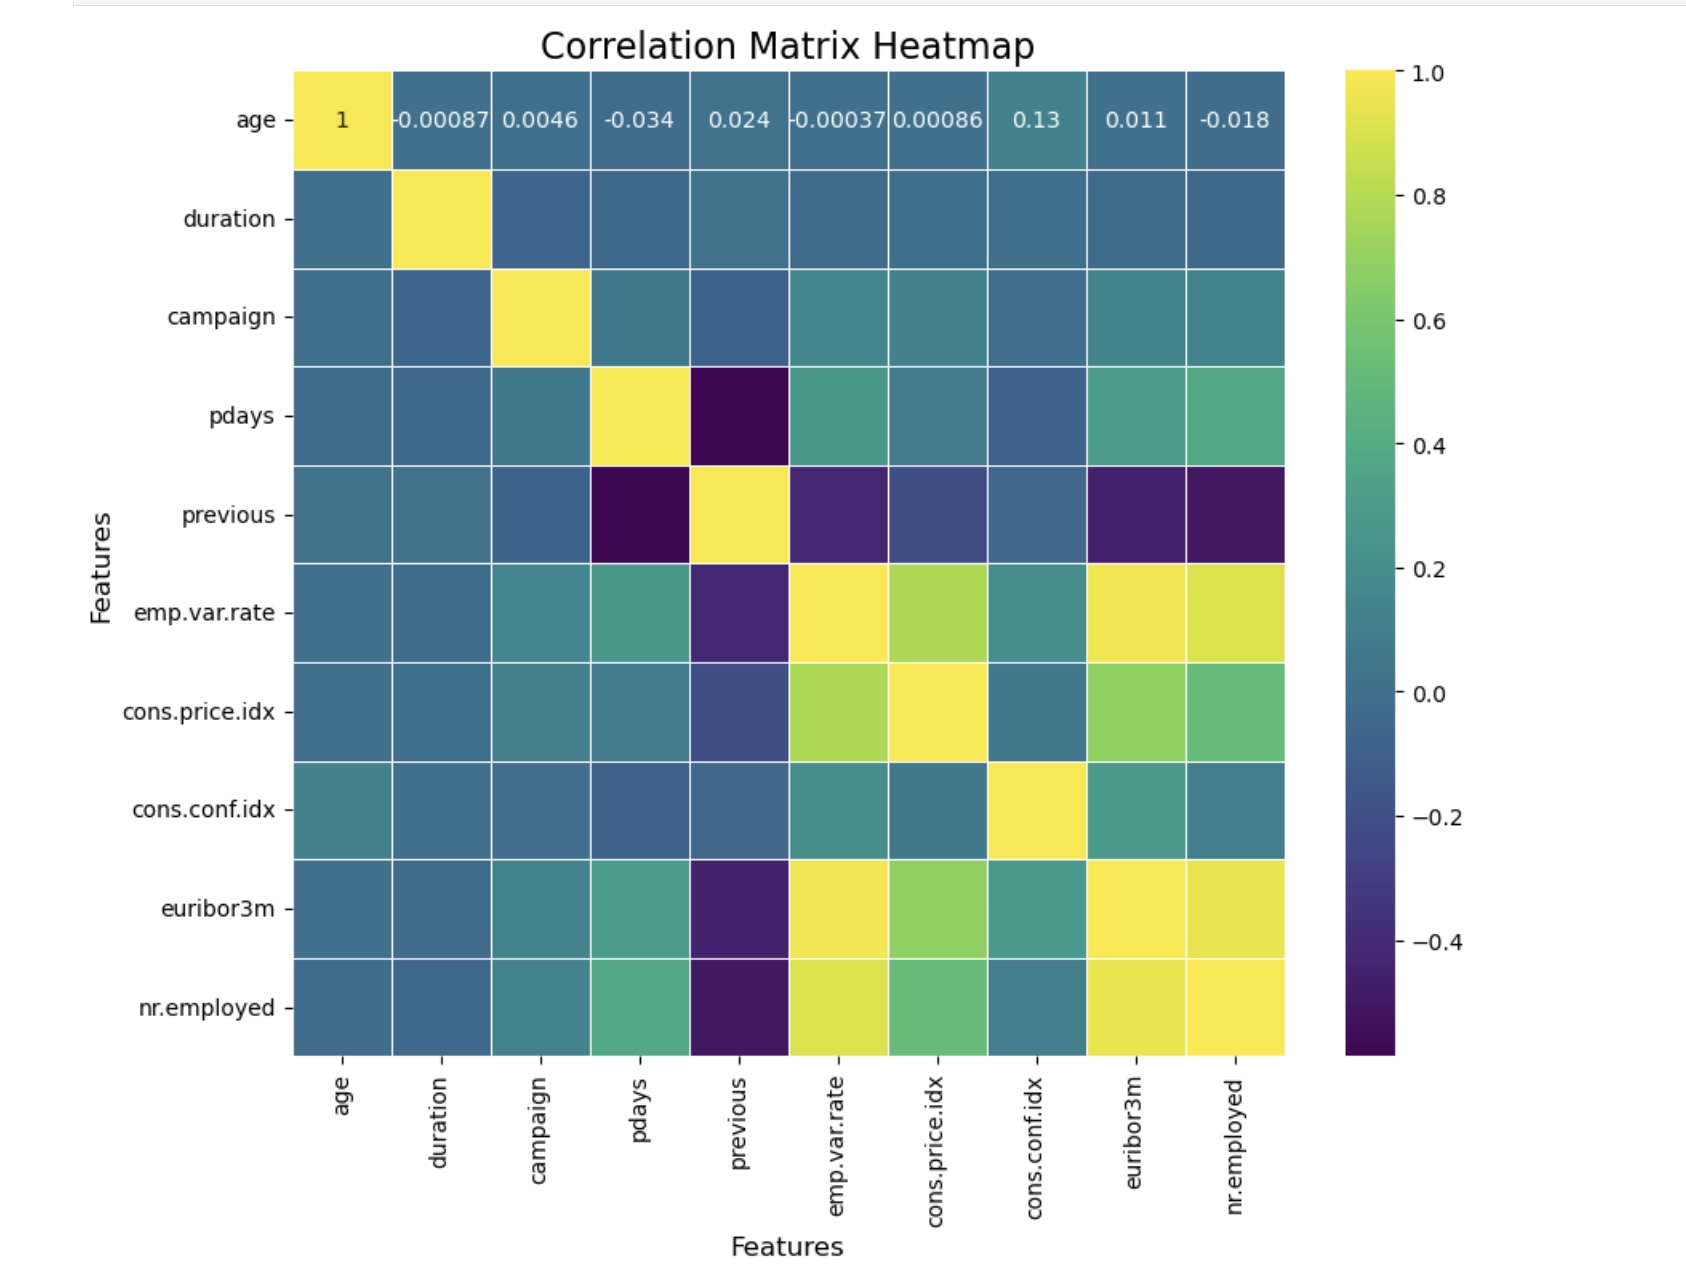 Correlation Matrix Heatmap
age
1
-0.00087
0.0046
-0.034
0.024
-0.00037
0.00086
0.13
0.011
-0.018
duration
campaign
pdays
previous
emp.var.rate
cons.price.idx
cons.conf.idx
euribor3m
nr.employed
Features
age
duration
campaign
pdays
previous
emp.var.rate
cons.price.idx
cons.conf.idx
euribor3m
nr.employed
Features
1.0
0.8
0.6
0.4
0.2
0.0
−0.2
−0.4